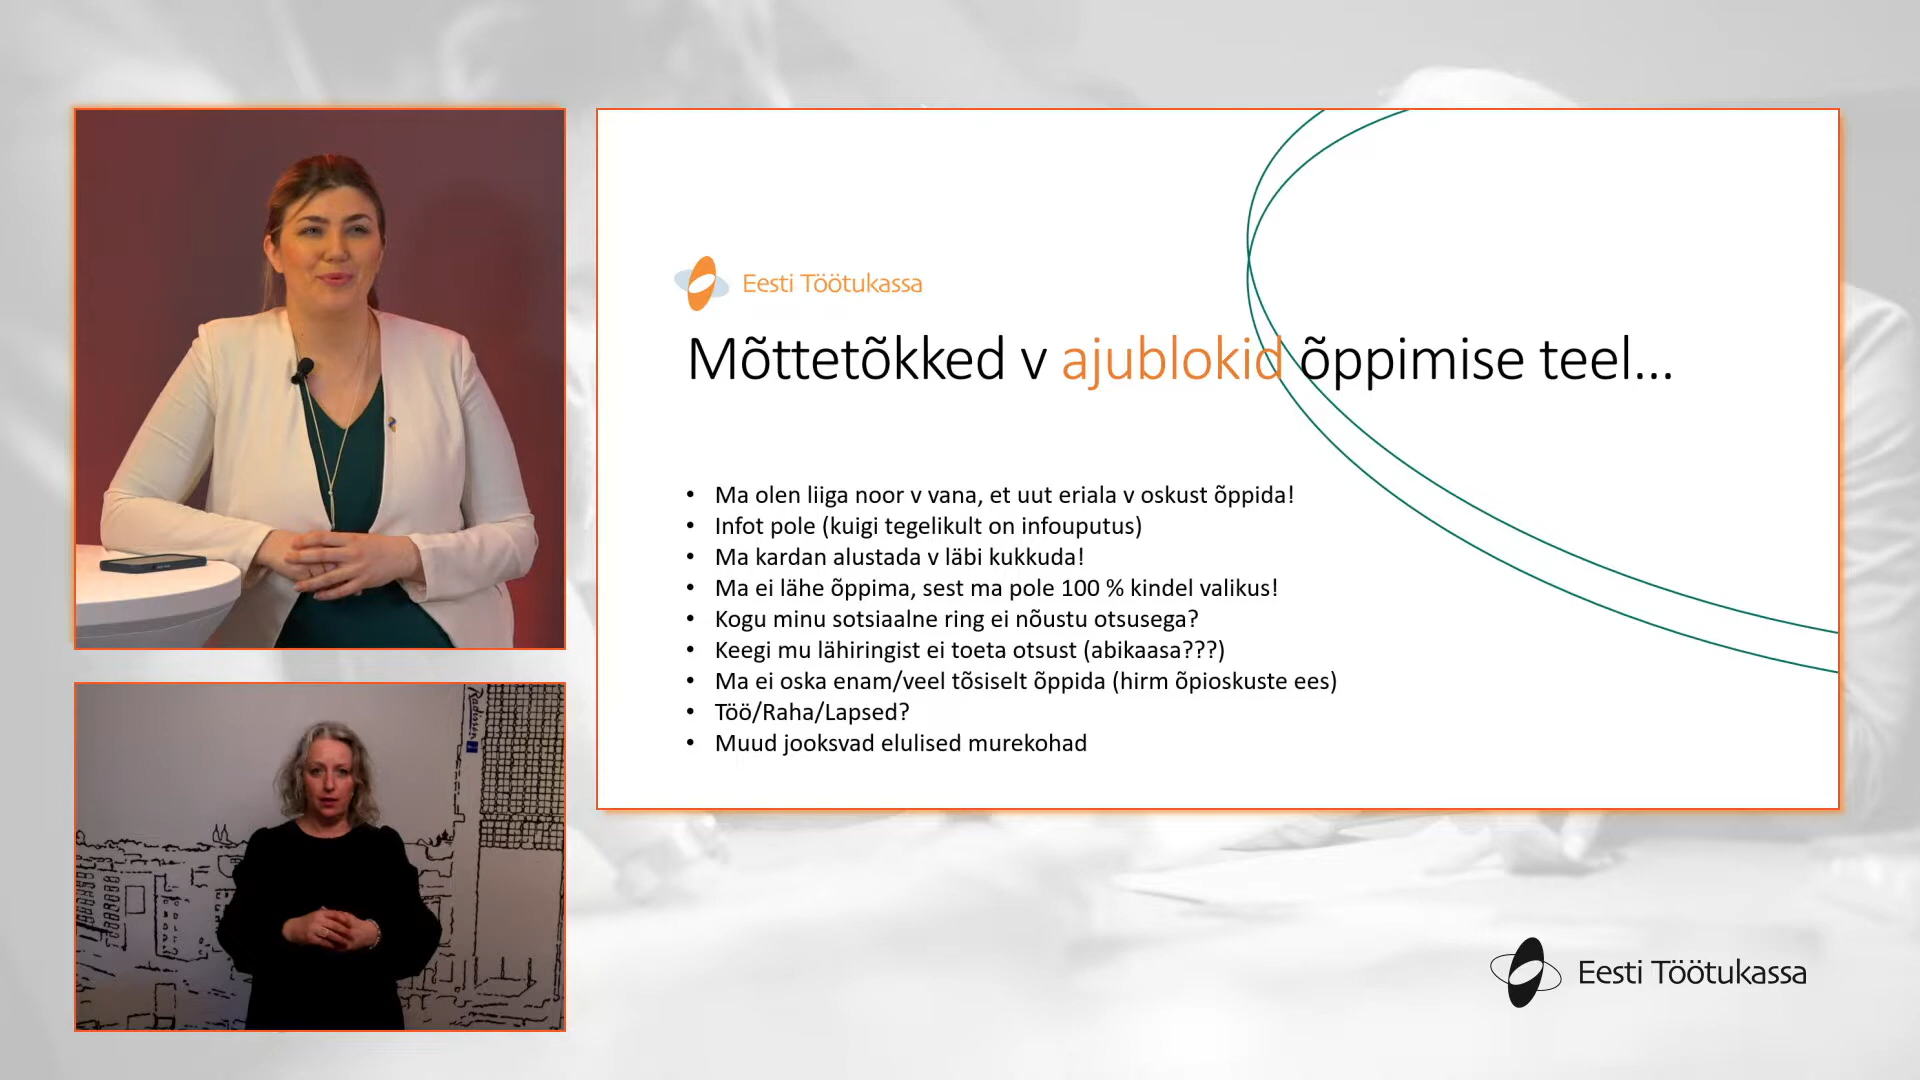 Eesti Töötukassa
Mõttetõkked v ajublokid õppimise teel...
• Ma olen liiga noor v vana, et uut eriala v oskust õppida!
• Infot pole (kuigi tegelikult on infouputus)
• Ma kardan alustada v läbi kukkuda!
• Ma ei lähe õppima, sest ma pole 100 % kindel valikus!
• Kogu minu sotsiaalne ring ei nõustu otsusega?
• Keegi mu lähiringist ei toeta otsust (abikaasa???)
• Ma ei oska enam/veel tõsiselt õppida (hirm õpioskuste ees)
• Töö/Raha/Lapsed?
• Muud jooksvad elulised murekohad
Radisson
Eesti Töötukassa